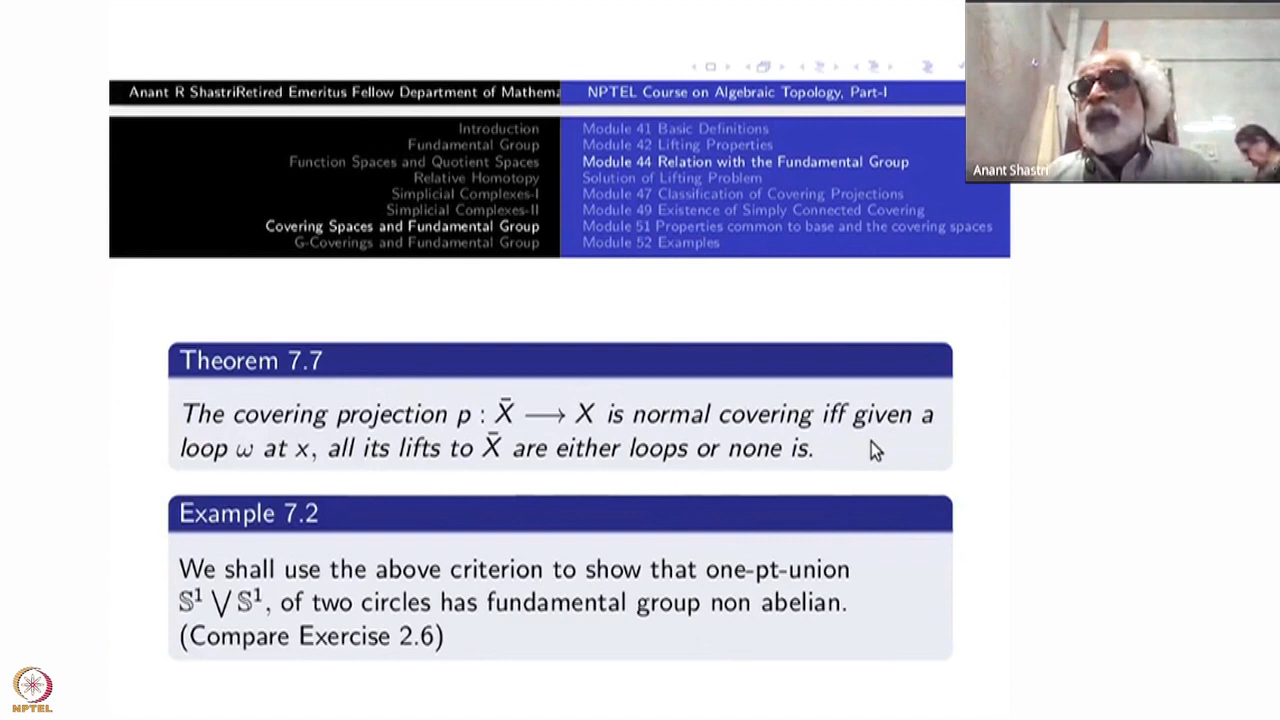 Anant R ShastriRetired Emeritus Fellow Department of Mathema
NPTEL Course on Algebraic Topology, Part-I
Introduction
Fundamental Group
Function Spaces and Quotient Spaces
Relative Homotopy
Simplicial Complexes-I
Simplicial Complexes-II
Covering Spaces and Fundamental Group
G-Coverings and Fundamental Group
Module 41 Basic Definitions
Module 42 Lifting Properties
Module 44 Relation with the Fundamental Group
Solution of Lifting Problem
Module 47 Classification of Covering Projections
Module 49 Existence of Simply Connected Covering
Module 51 Properties common to base and the covering spaces
Module 52 Examples
Anant Shastri
Theorem 7.7
The covering projection p : X̄ ⟶ X is normal covering iff given a
loop ω at x, all its lifts to X̄ are either loops or none is.
Example 7.2
We shall use the above criterion to show that one-pt-union
𝕊¹ ⋁ 𝕊¹, of two circles has fundamental group non abelian.
(Compare Exercise 2.6)
NPTEL